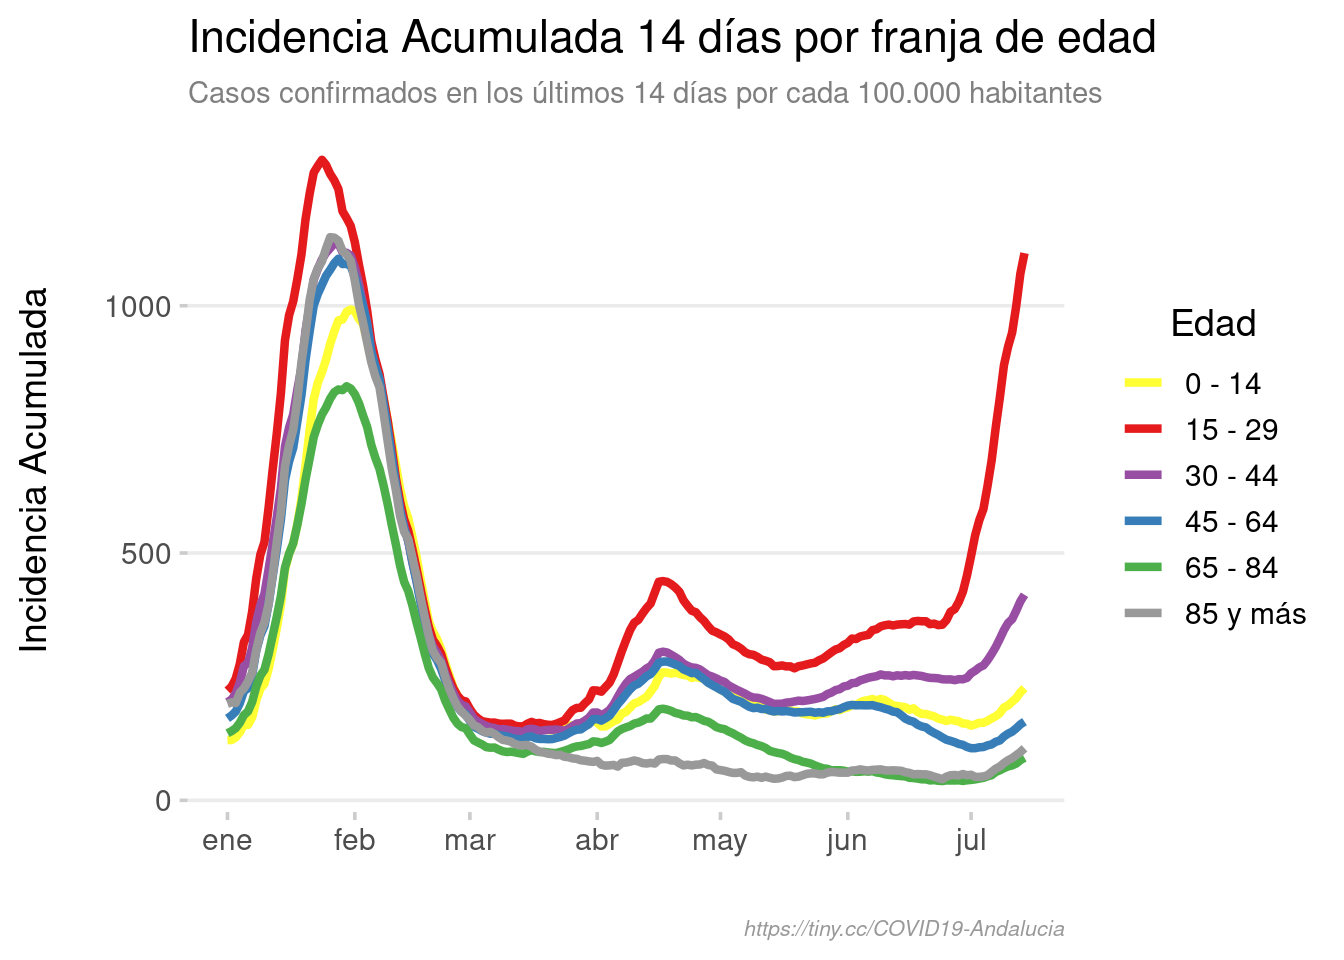 Incidencia Acumulada 14 días por franja de edad
Casos confirmados en los últimos 14 días por cada 100.000 habitantes
Incidencia Acumulada
1000
500
0
ene feb mar abr may jun jul
Edad
0 - 14
15 - 29
30 - 44
45 - 64
65 - 84
85 y más
https://tiny.cc/COVID19-Andalucia